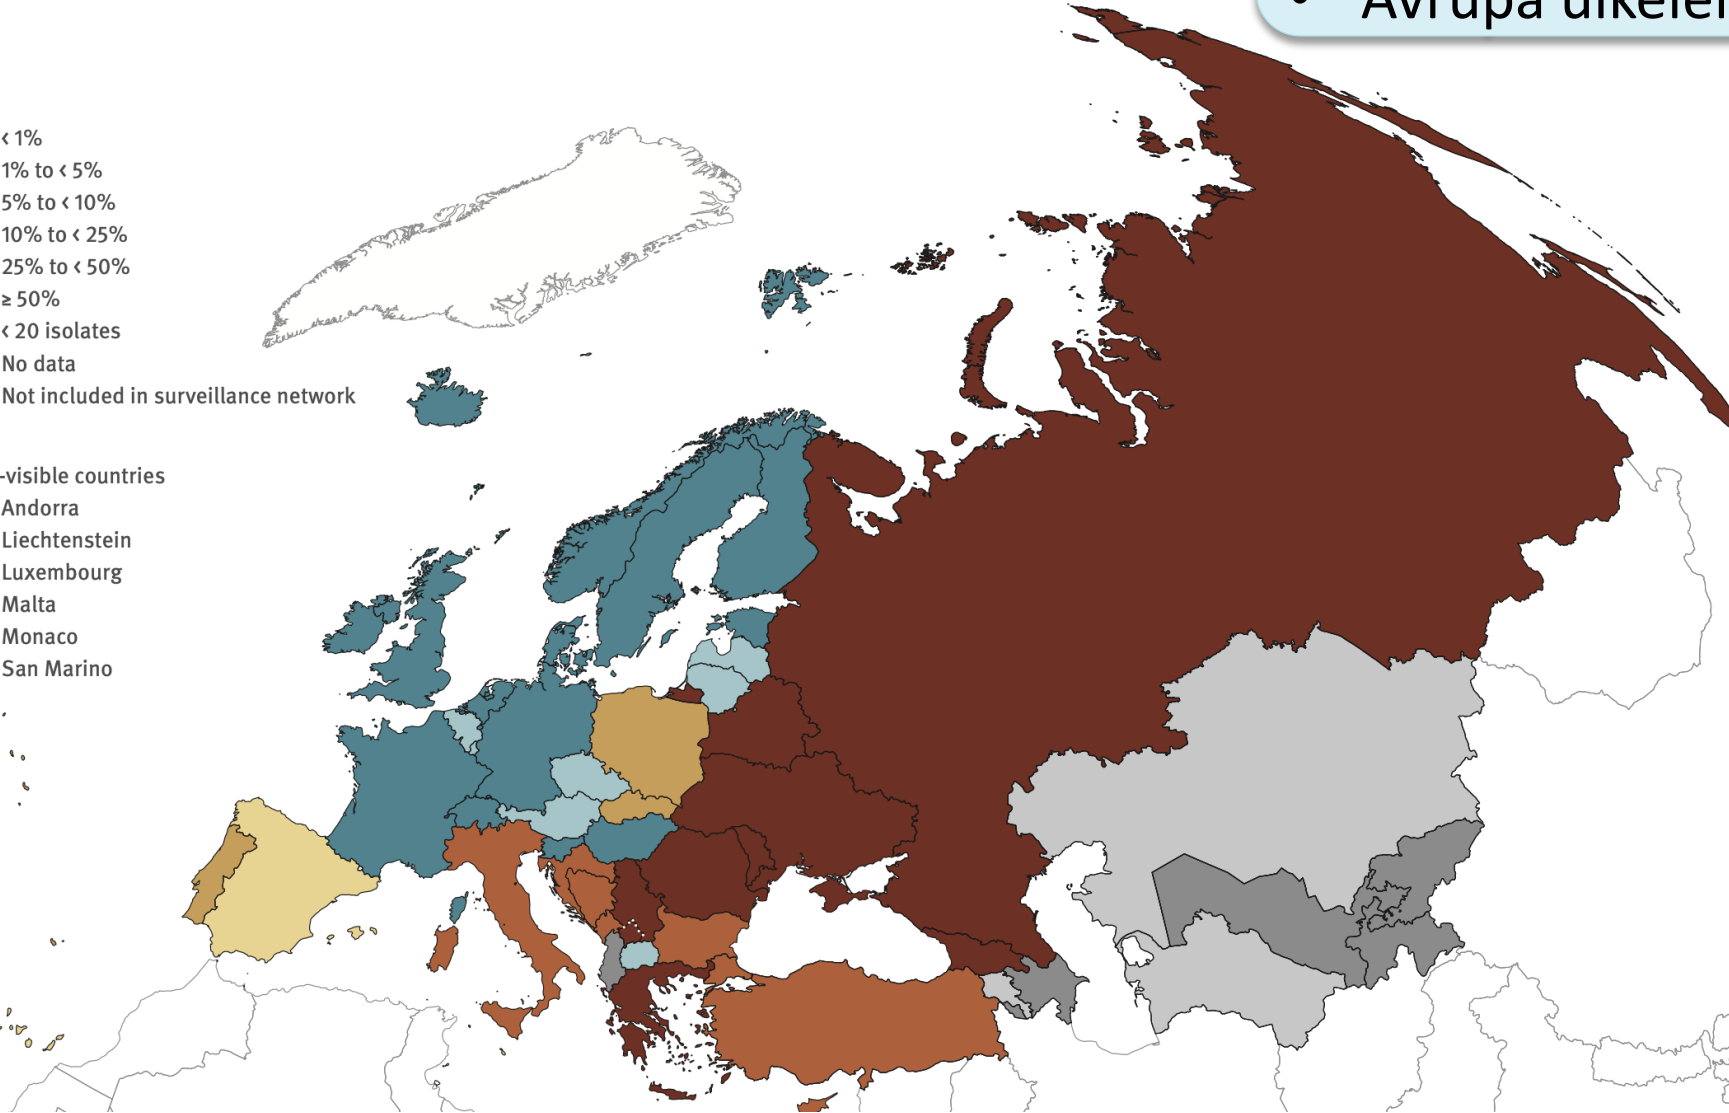 • Avrupa
< 1%
1% to < 5%
5% to < 10%
10% to < 25%
25% to < 50%
≥ 50%
< 20 isolates
No data
Not included in surveillance network
-visible countries
Andorra
Liechtenstein
Luxembourg
Malta
Monaco
San Marino